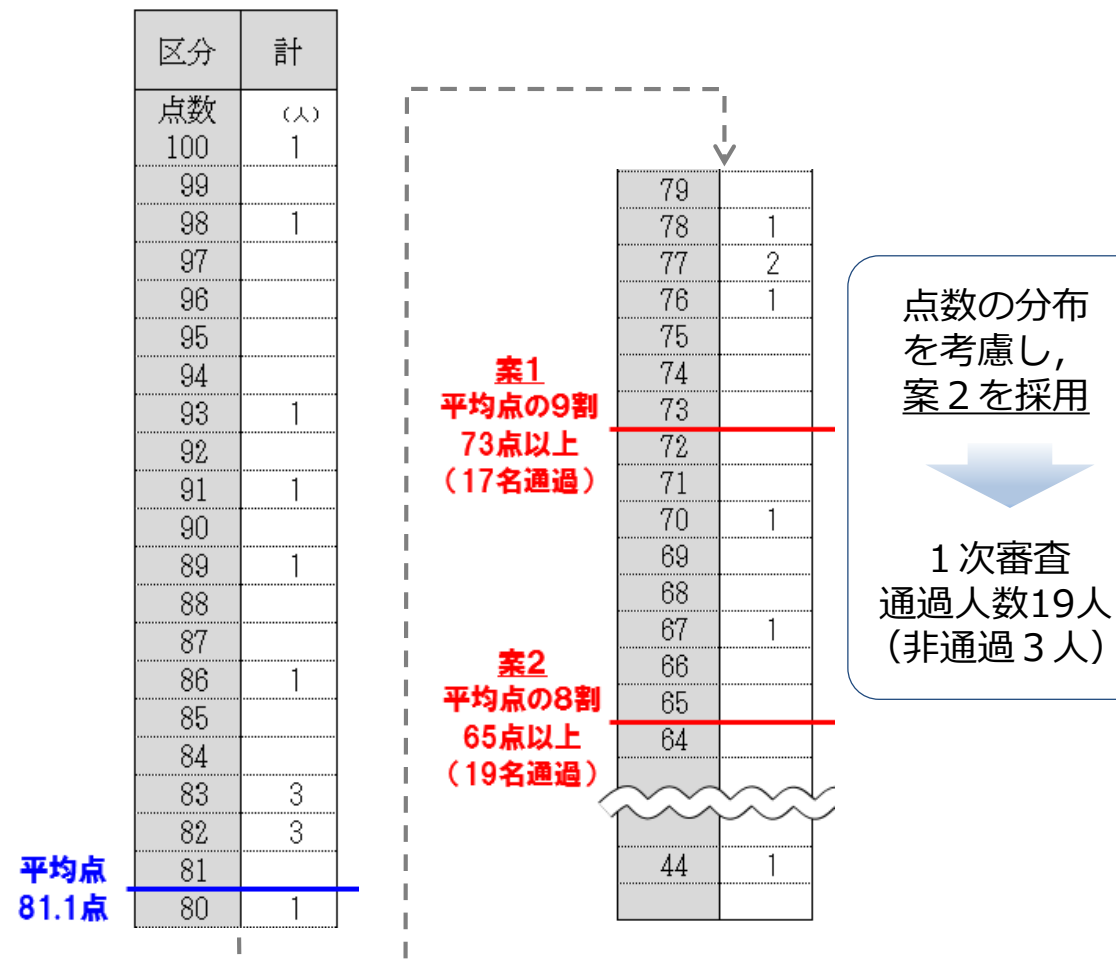 区分 計
点数 （人）
100 1
99
98 1
97
96
95
94
93 1
92
91 1
90
89 1
88
87
86 1
85
84
83 3
82 3
81
80 1
平均点
81.1点
79
78 1
77 2
76 1
75
74
73
72
71
70 1
69
68
67 1
66
65
64
44 1
案1
平均点の9割
73点以上
（17名通過）
案2
平均点の8割
65点以上
（19名通過）
点数の分布
を考慮し，
案２を採用
１次審査
通過人数19人
（非通過３人）